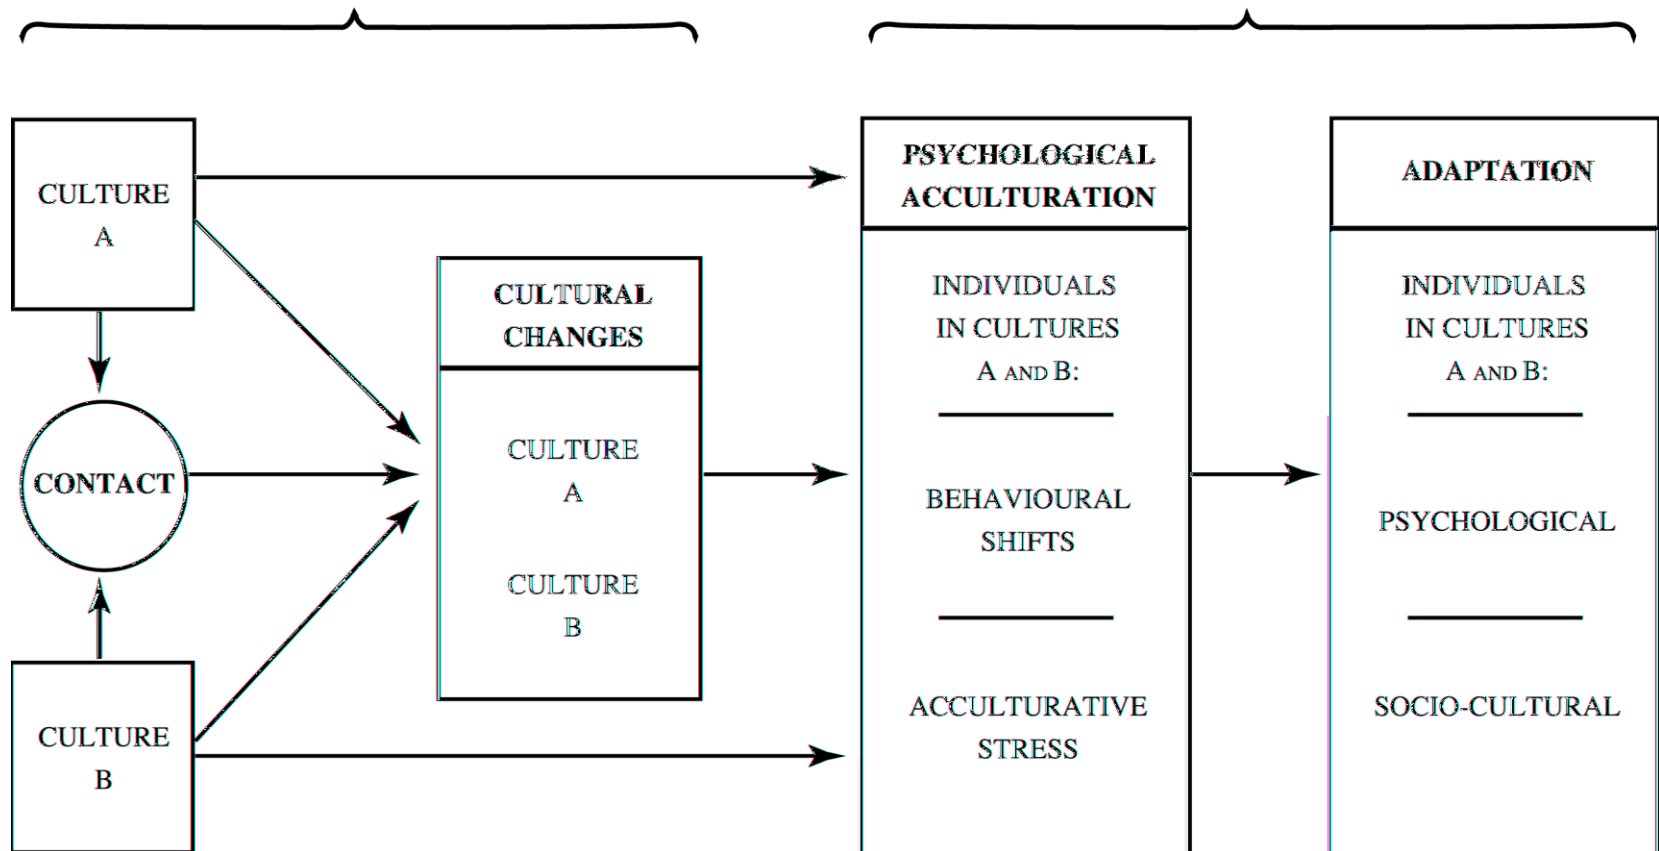 CULTURE
A
CONTACT
CULTURE
B
CULTURAL
CHANGES
CULTURE
A
CULTURE
B
PSYCHOLOGICAL
ACCULTURATION
INDIVIDUALS
IN CULTURES
A AND B:
BEHAVIOURAL
SHIFTS
ACCULTURATIVE
STRESS
ADAPTATION
INDIVIDUALS
IN CULTURES
A AND B:
PSYCHOLOGICAL
SOCIO-CULTURAL